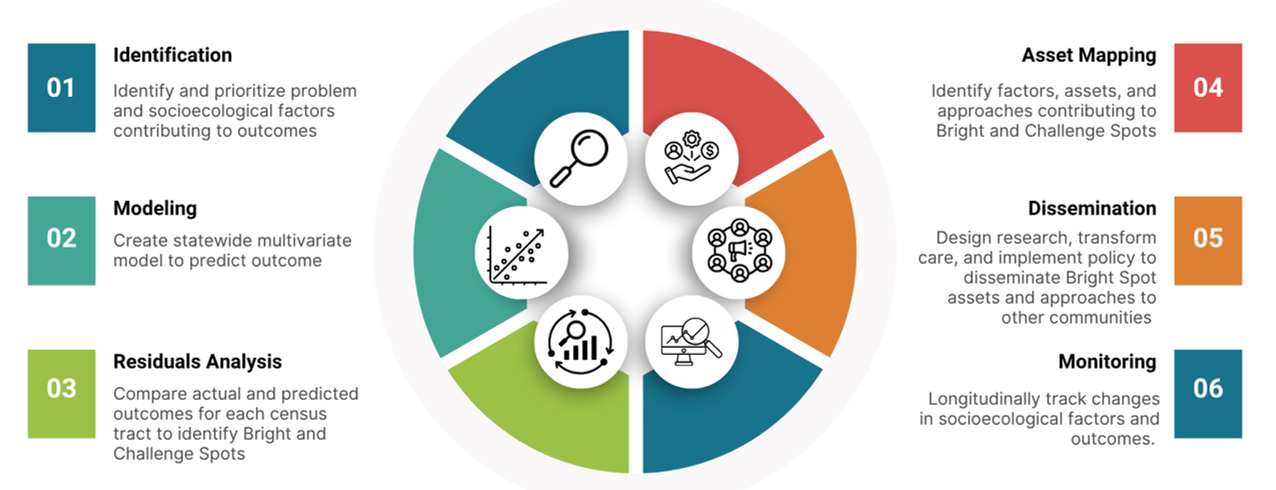 01
Identification
Identify and prioritize problem
and socioecological factors
contributing to outcomes
02
Modeling
Create statewide multivariate
model to predict outcome
03
Residuals Analysis
Compare actual and predicted
outcomes for each census
tract to identify Bright and
Challenge Spots
$
Asset Mapping
04
Identify factors, assets, and
approaches contributing to
Bright and Challenge Spots
Dissemination
05
Design research, transform
care, and implement policy to
disseminate Bright Spot
assets and approaches to
other communities
Monitoring
06
Longitudinally track changes
in socioecological factors and
outcomes.